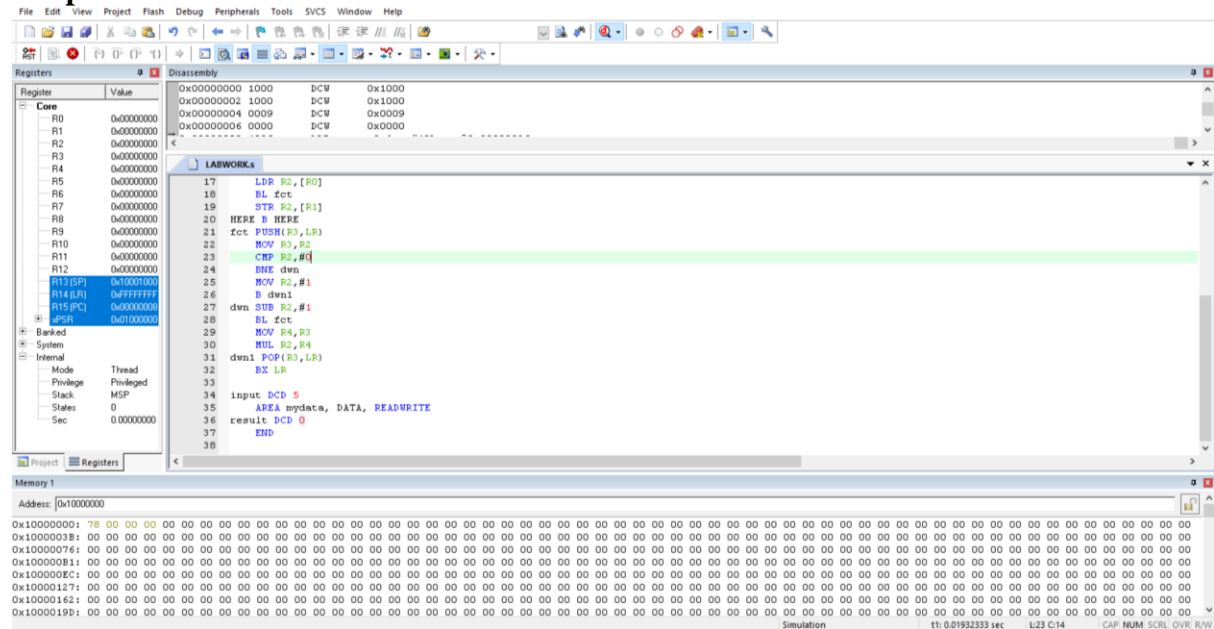 File Edit View Project Flash Debug Peripherals Tools SVCS Window Help
Registers
Register Value
Core
R0 0x00000000
R1 0x00000000
R2 0x00000000
R3 0x00000000
R4 0x00000000
R5 0x00000000
R6 0x00000000
R7 0x00000000
R8 0x00000000
R9 0x00000000
R10 0x00000000
R11 0x00000000
R12 0x00000000
R13 (SP) 0x10001000
R14 (LR) 0xFFFFFFFF
R15 (PC) 0x00000008
xPSR 0x01000000
Banked
System
Internal
Mode Thread
Privilege Privileged
Stack MSP
States 0
Sec 0.00000000
Project Registers
Disassembly
0x00000000 1000 DCW 0x1000
0x00000002 1000 DCW 0x1000
0x00000004 0009 DCW 0x0009
0x00000006 0000 DCW 0x0000
LABWORK.s
17 LDR R2,[R0]
18 BL fct
19 STR R2,[R1]
20 HERE B HERE
21 fct PUSH{R3,LR}
22 MOV R3,R2
23 CMP R2,#0
24 BNE dwn
25 MOV R2,#1
26 B dwn1
27 dwn SUB R2,#1
28 BL fct
29 MOV R4,R3
30 MUL R2,R4
31 dwn1 POP{R3,LR}
32 BX LR
33
34 input DCD 5
35 AREA mydata, DATA, READWRITE
36 result DCD 0
37 END
38
Memory 1
Address: 0x10000000
0x10000000: 78 00 00 00 00 00 00 00 00 00 00 00 00 00 00 00 00 00 00 00 00 00 00 00 00 00 00 00 00 00 00 00 00 00 00 00 00 00 00 00 00 00 00 00 00 00 00 00 00 00 00 00 00 00 00 00 00 00 00
0x1000003B: 00 00 00 00 00 00 00 00 00 00 00 00 00 00 00 00 00 00 00 00 00 00 00 00 00 00 00 00 00 00 00 00 00 00 00 00 00 00 00 00 00 00 00 00 00 00 00 00 00 00 00 00 00 00 00 00 00 00 00
0x10000076: 00 00 00 00 00 00 00 00 00 00 00 00 00 00 00 00 00 00 00 00 00 00 00 00 00 00 00 00 00 00 00 00 00 00 00 00 00 00 00 00 00 00 00 00 00 00 00 00 00 00 00 00 00 00 00 00 00 00 00
0x100000B1: 00 00 00 00 00 00 00 00 00 00 00 00 00 00 00 00 00 00 00 00 00 00 00 00 00 00 00 00 00 00 00 00 00 00 00 00 00 00 00 00 00 00 00 00 00 00 00 00 00 00 00 00 00 00 00 00 00 00 00
0x100000EC: 00 00 00 00 00 00 00 00 00 00 00 00 00 00 00 00 00 00 00 00 00 00 00 00 00 00 00 00 00 00 00 00 00 00 00 00 00 00 00 00 00 00 00 00 00 00 00 00 00 00 00 00 00 00 00 00 00 00 00
0x10000127: 00 00 00 00 00 00 00 00 00 00 00 00 00 00 00 00 00 00 00 00 00 00 00 00 00 00 00 00 00 00 00 00 00 00 00 00 00 00 00 00 00 00 00 00 00 00 00 00 00 00 00 00 00 00 00 00 00 00 00
0x10000162: 00 00 00 00 00 00 00 00 00 00 00 00 00 00 00 00 00 00 00 00 00 00 00 00 00 00 00 00 00 00 00 00 00 00 00 00 00 00 00 00 00 00 00 00 00 00 00 00 00 00 00 00 00 00 00 00 00 00 00
0x1000019D: 00 00 00 00 00 00 00 00 00 00 00 00 00 00 00 00 00 00 00 00 00 00 00 00 00 00 00 00 00 00 00 00 00 00 00 00 00 00 00 00 00 00 00 00 00 00 00 00 00 00 00 00 00 00 00 00 00 00 00
Simulation t1: 0.01932333 sec L:23 C:14 CAP NUM SCRL OVR R/W